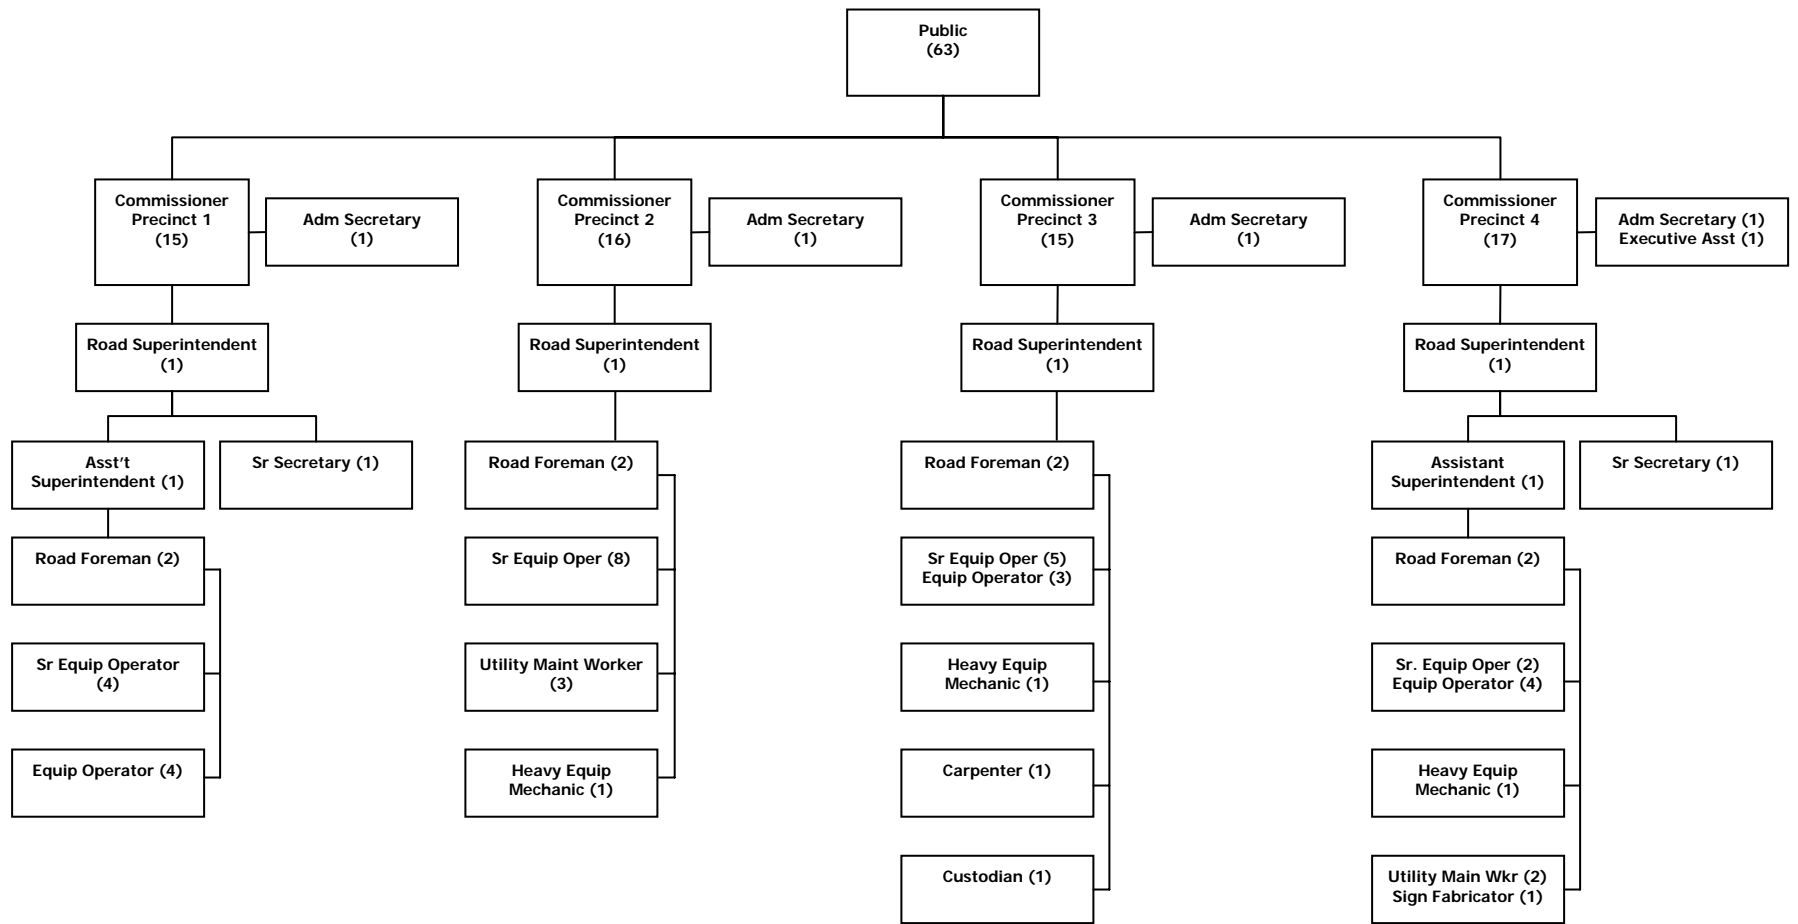 Public
(63)
Commissioner
Precinct 1
(15)
Adm Secretary
(1)
Commissioner
Precinct 2
(16)
Adm Secretary
(1)
Commissioner
Precinct 3
(15)
Adm Secretary
(1)
Commissioner
Precinct 4
(17)
Adm Secretary (1)
Executive Asst (1)
Road Superintendent
(1)
Road Superintendent
(1)
Road Superintendent
(1)
Road Superintendent
(1)
Asst't
Superintendent (1)
Sr Secretary (1)
Road Foreman (2)
Road Foreman (2)
Assistant
Superintendent (1)
Sr Secretary (1)
Road Foreman (2)
Sr Equip Oper (8)
Sr Equip Oper (5)
Equip Operator (3)
Road Foreman (2)
Sr Equip Operator
(4)
Utility Maint Worker
(3)
Heavy Equip
Mechanic (1)
Sr. Equip Oper (2)
Equip Operator (4)
Equip Operator (4)
Heavy Equip
Mechanic (1)
Carpenter (1)
Heavy Equip
Mechanic (1)
Custodian (1)
Utility Main Wkr (2)
Sign Fabricator (1)